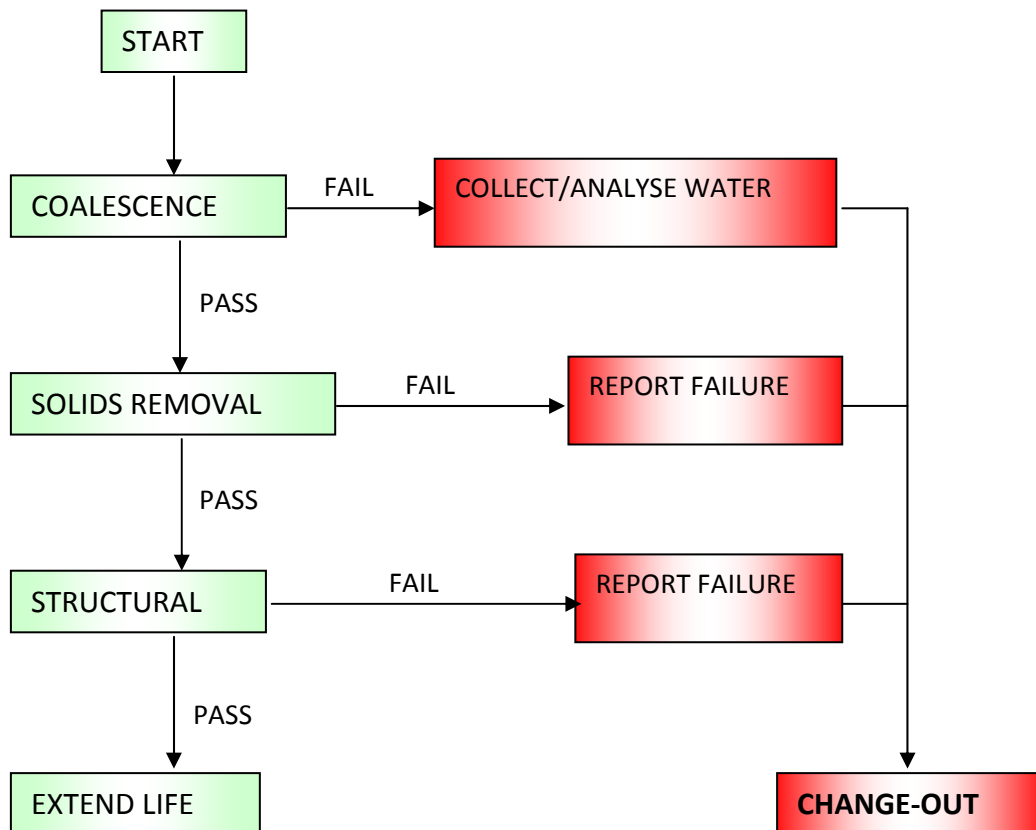 START
COALESCENCE
FAIL
COLLECT/ANALYSE WATER
PASS
SOLIDS REMOVAL
FAIL
REPORT FAILURE
PASS
STRUCTURAL
FAIL
REPORT FAILURE
PASS
EXTEND LIFE
CHANGE-OUT